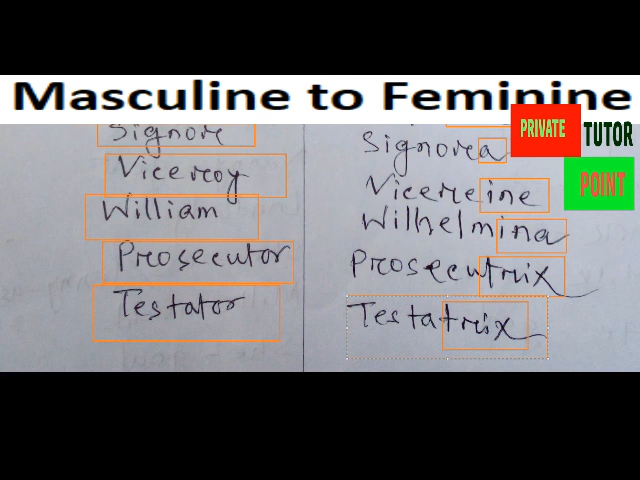 Masculine to Feminine
PRIVATE
TUTOR
POINT
Signore Signora
Viceroy Vicereine
William Wilhelmina
Prosecutor Prosecutrix
Testator Testatrix